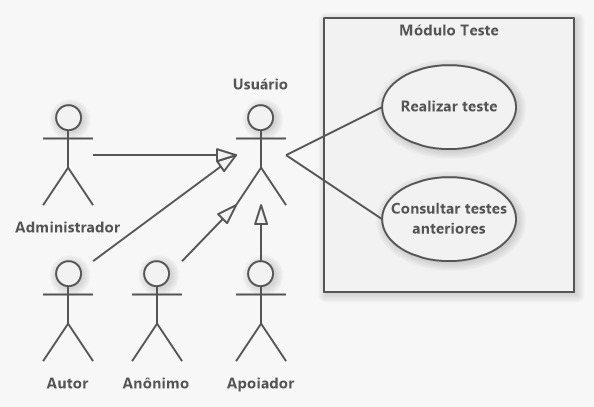 Módulo Teste
Usuário
Realizar teste
Administrador
Consultar testes
anteriores
Autor
Anônimo
Apoiador